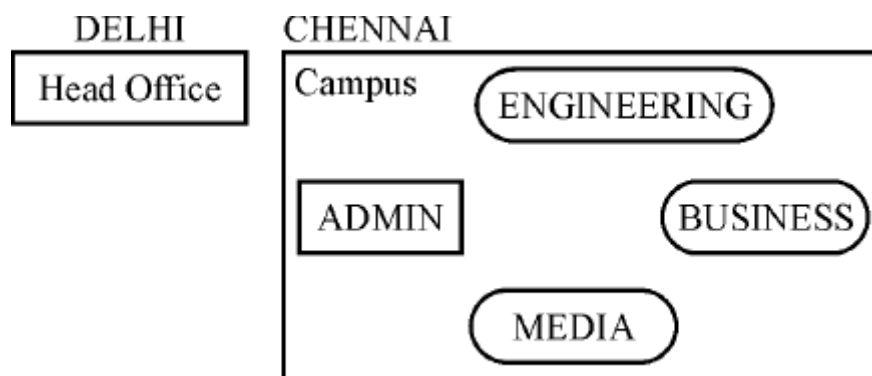 DELHI
CHENNAI
Head Office
Campus
ENGINEERING
ADMIN
BUSINESS
MEDIA